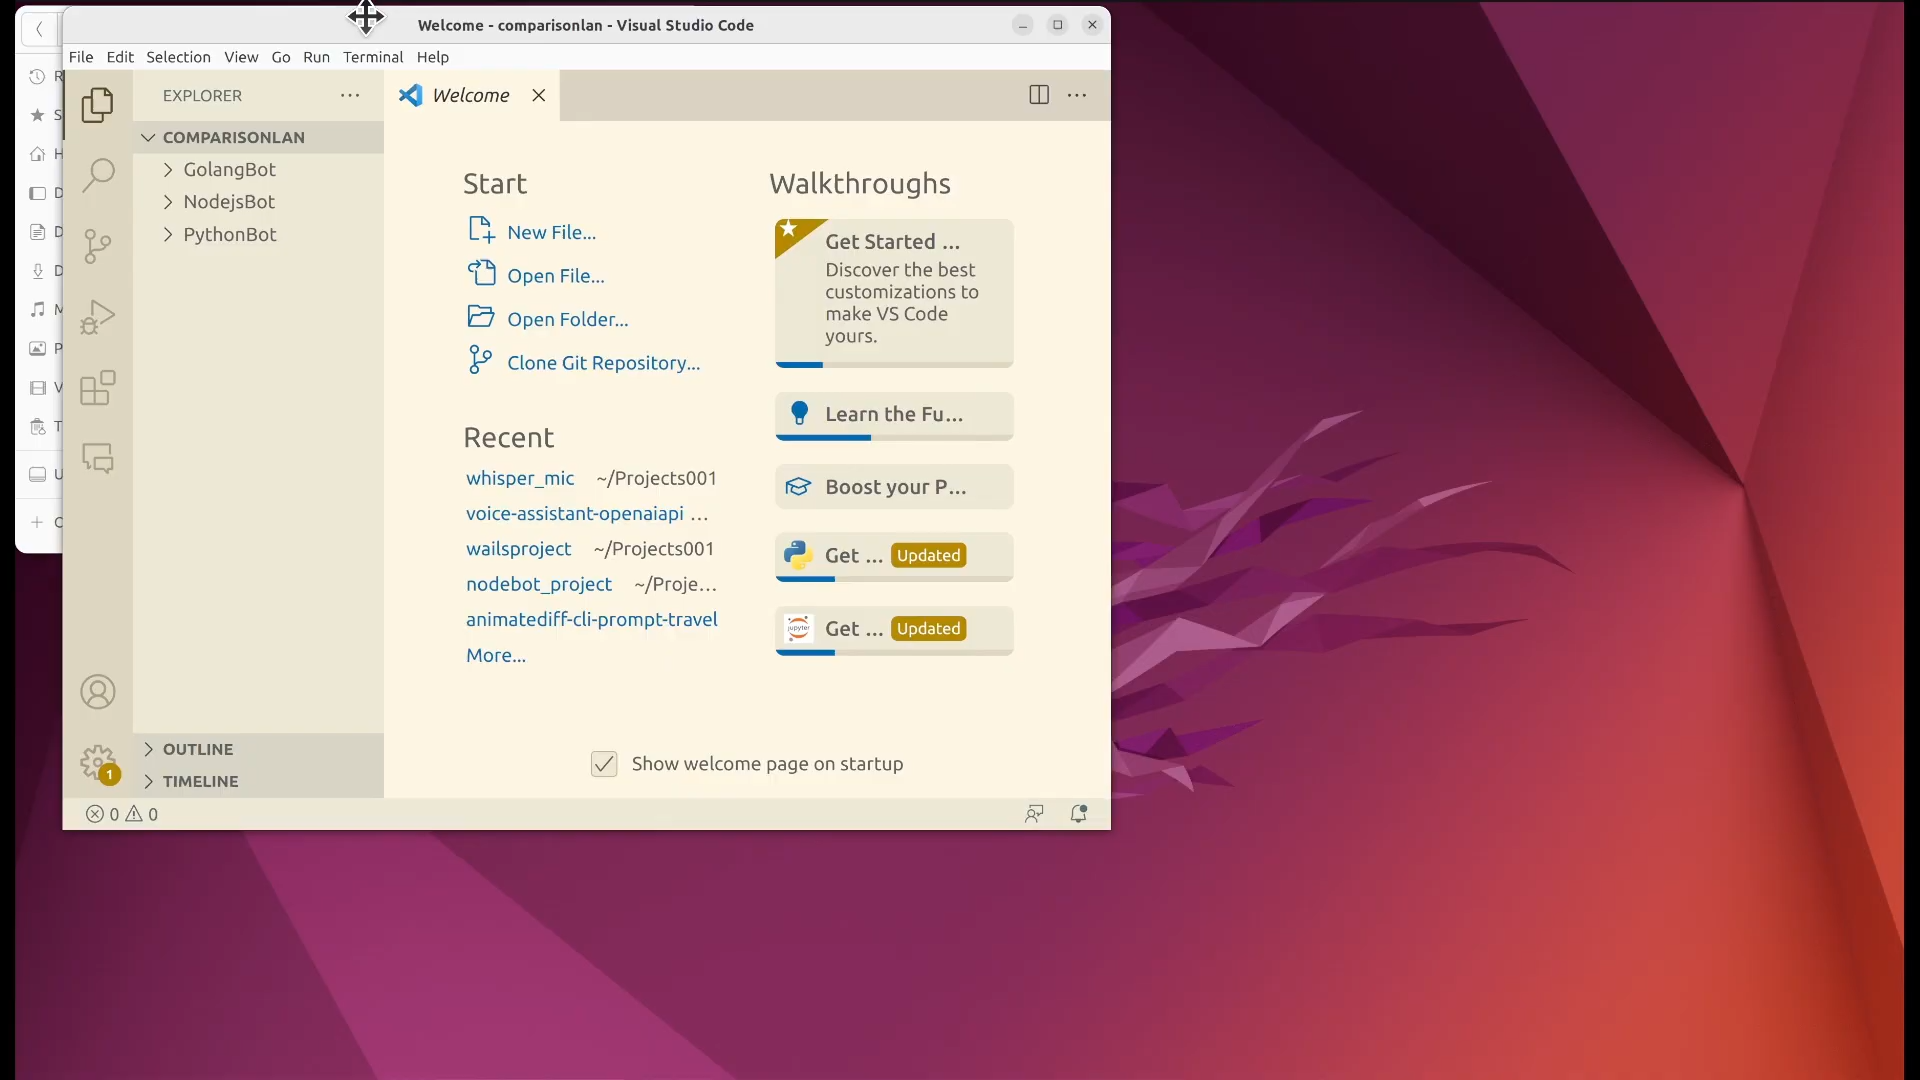 Welcome - comparisonlan - Visual Studio Code
File Edit Selection View Go Run Terminal Help
EXPLORER
Welcome
COMPARISONLAN
GolangBot
NodejsBot
PythonBot
OUTLINE
TIMELINE
Start
New File...
Open File...
Open Folder...
Clone Git Repository...
Recent
whisper_mic ~/Projects001
voice-assistant-openaiapi ...
wailsproject ~/Projects001
nodebot_project ~/Proje...
animatediff-cli-prompt-travel
More...
Walkthroughs
Get Started ...
Discover the best
customizations to
make VS Code
yours.
Learn the Fu...
Boost your P...
Get ... Updated
jupyter Get ... Updated
Show welcome page on startup
1
0 0